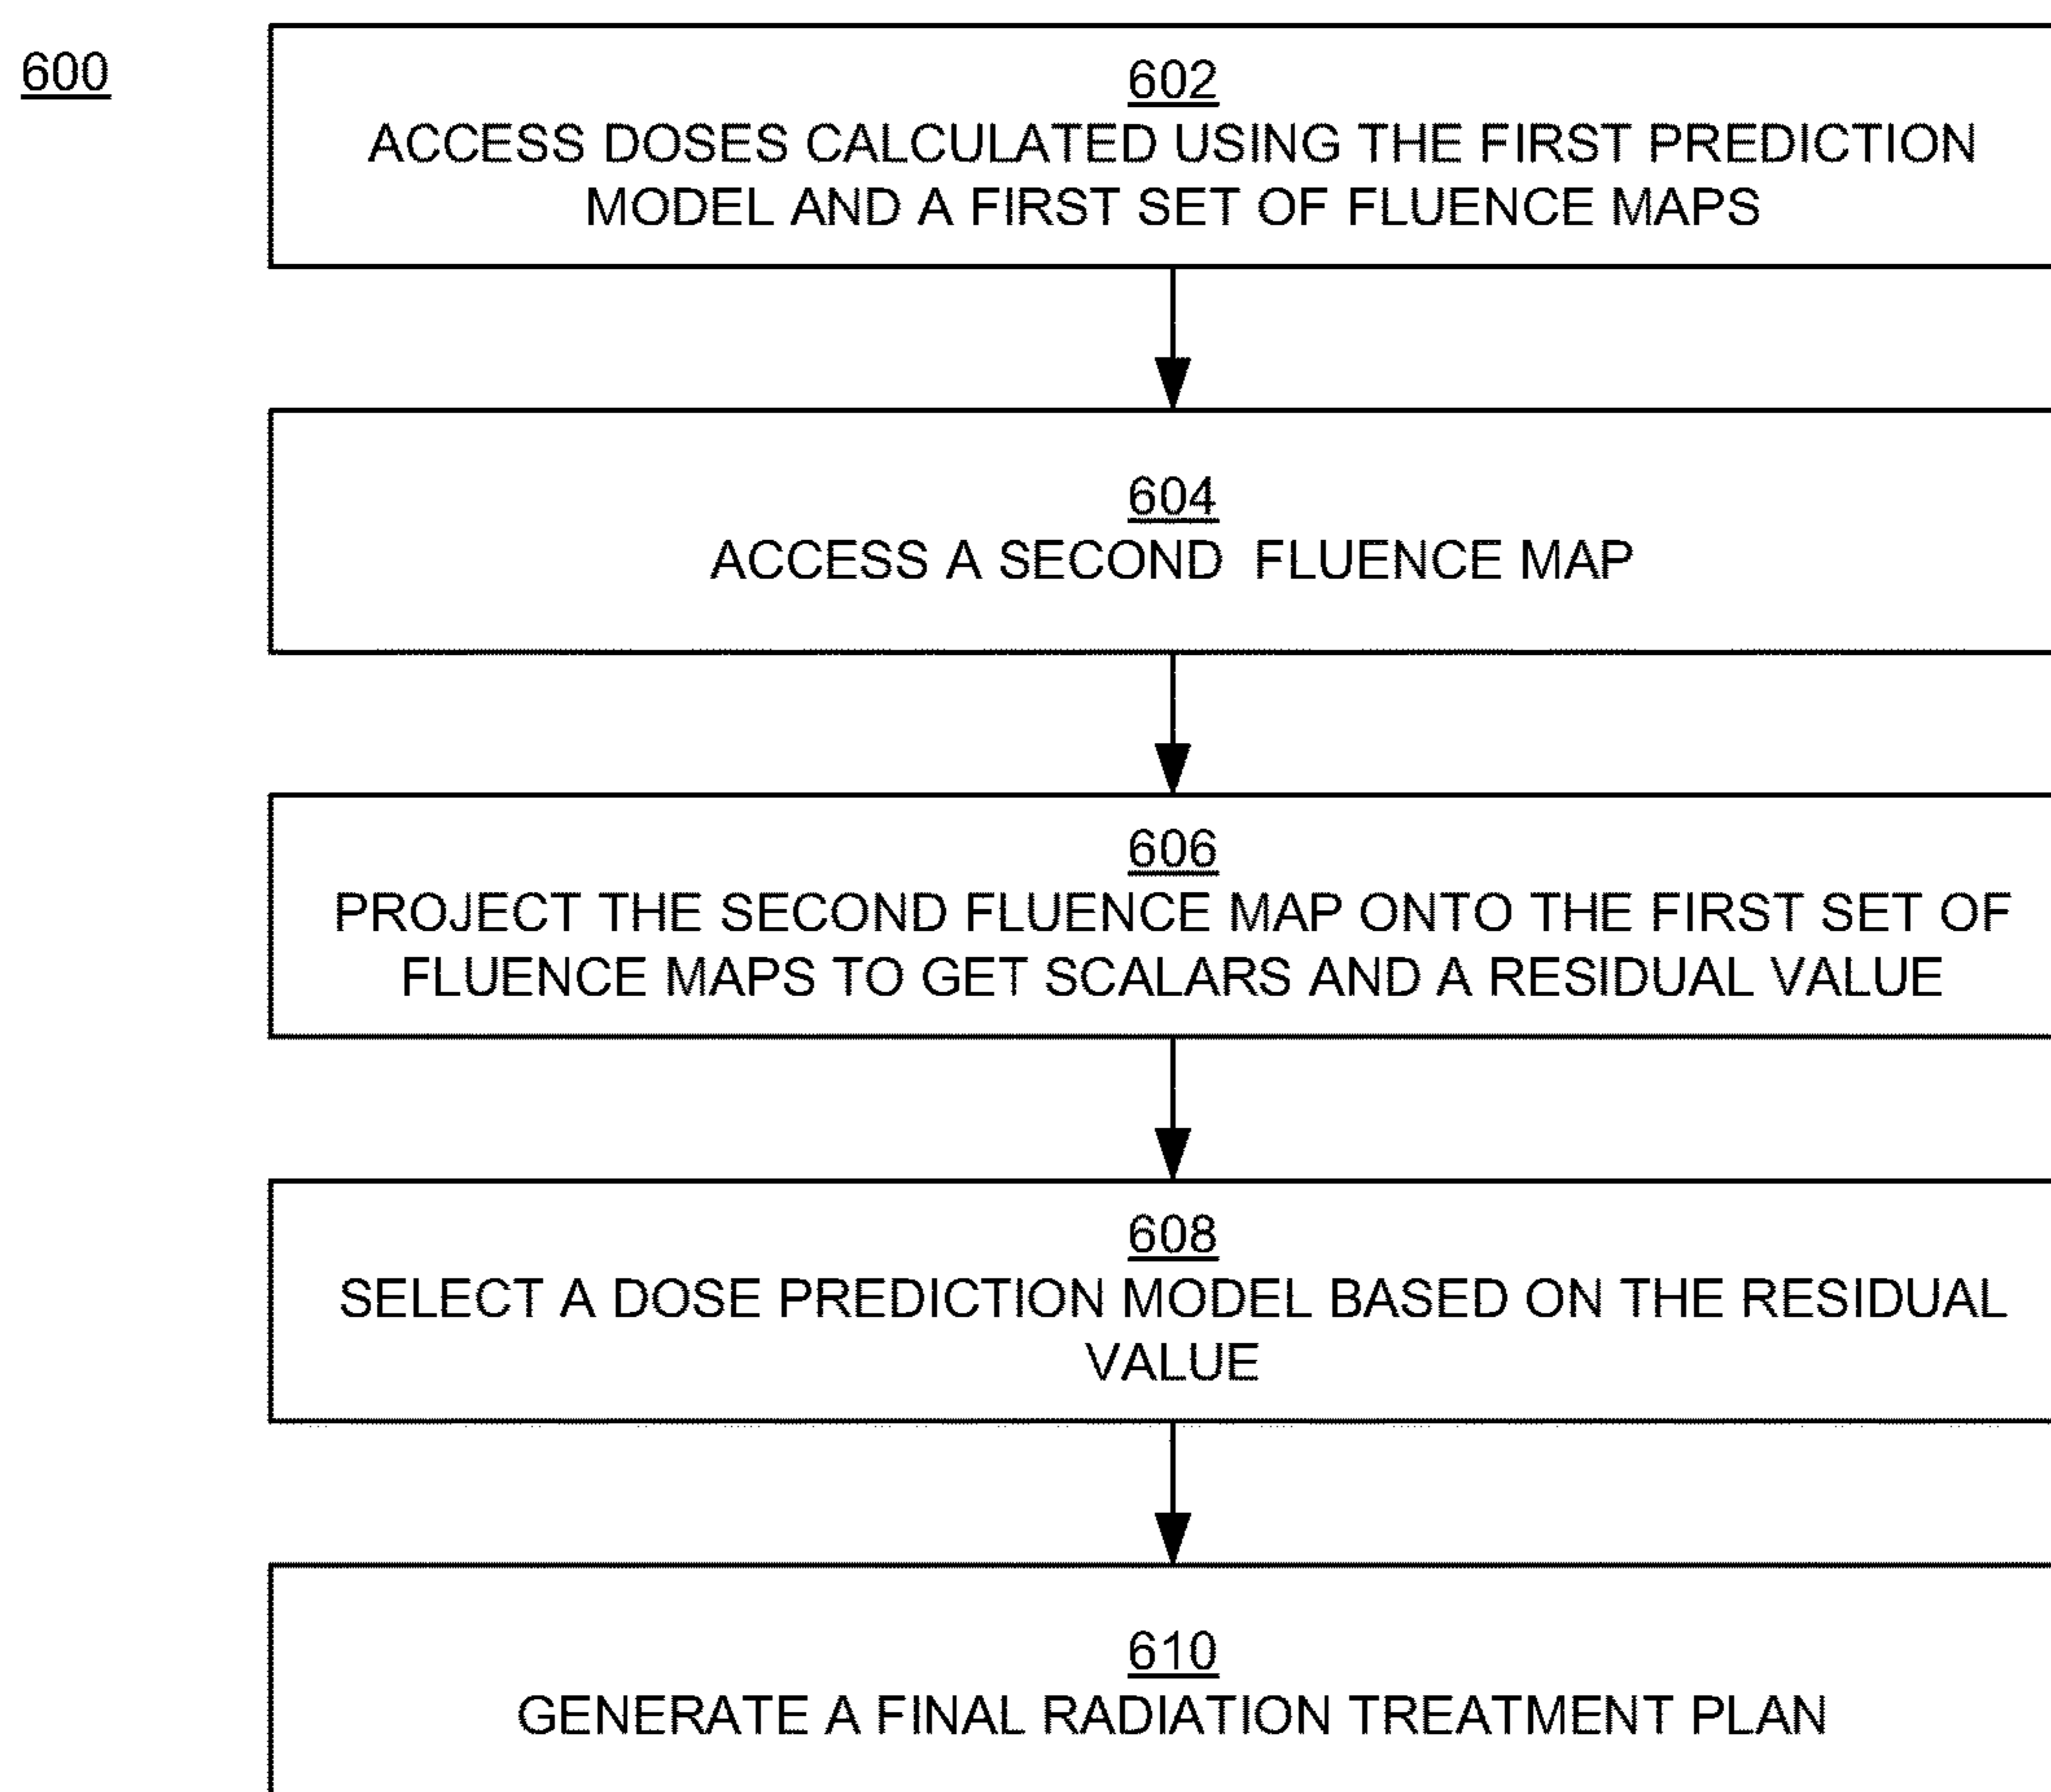 600
602
ACCESS DOSES CALCULATED USING THE FIRST PREDICTION
MODEL AND A FIRST SET OF FLUENCE MAPS
604
ACCESS A SECOND FLUENCE MAP
606
PROJECT THE SECOND FLUENCE MAP ONTO THE FIRST SET OF
FLUENCE MAPS TO GET SCALARS AND A RESIDUAL VALUE
608
SELECT A DOSE PREDICTION MODEL BASED ON THE RESIDUAL
VALUE
610
GENERATE A FINAL RADIATION TREATMENT PLAN